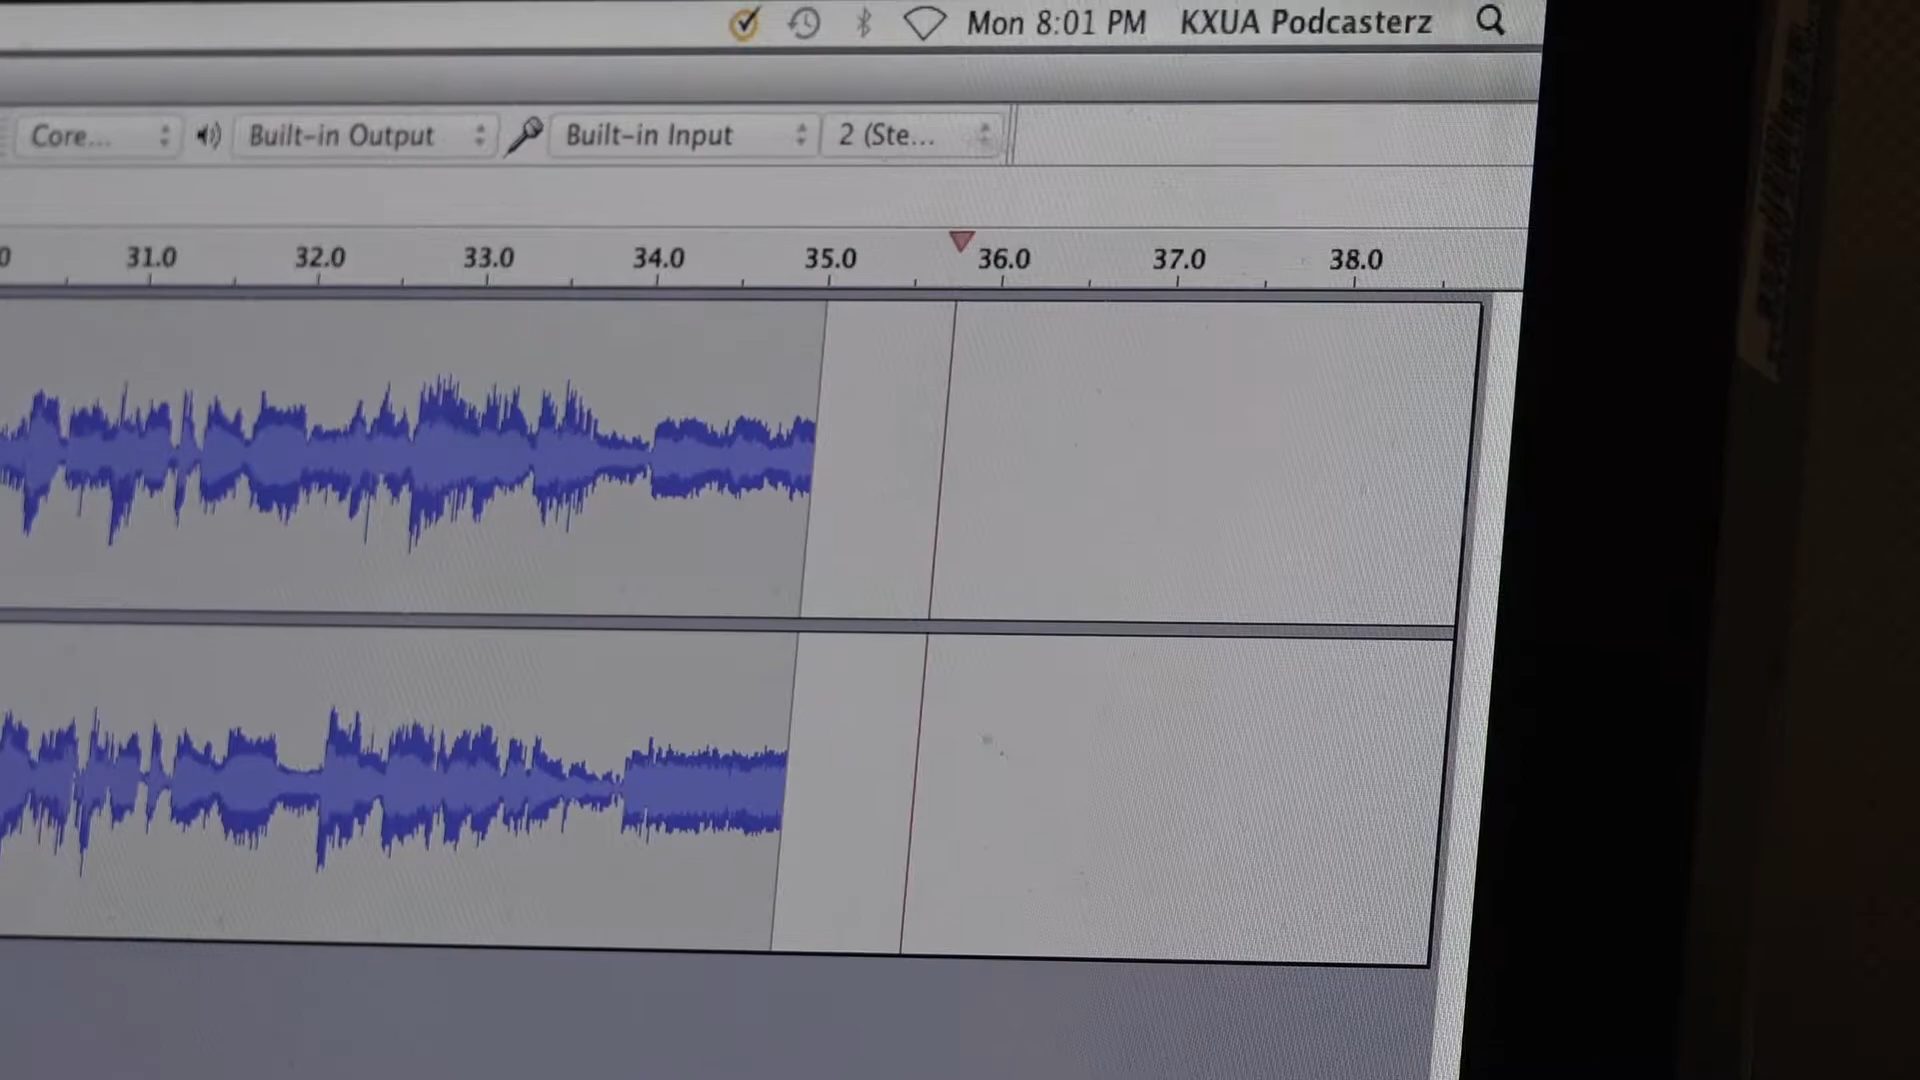 Mon 8:01 PM KXUA Podcasterz
Core... Built-in Output Built-in Input 2 (Ste...
0 31.0 32.0 33.0 34.0 35.0 36.0 37.0 38.0